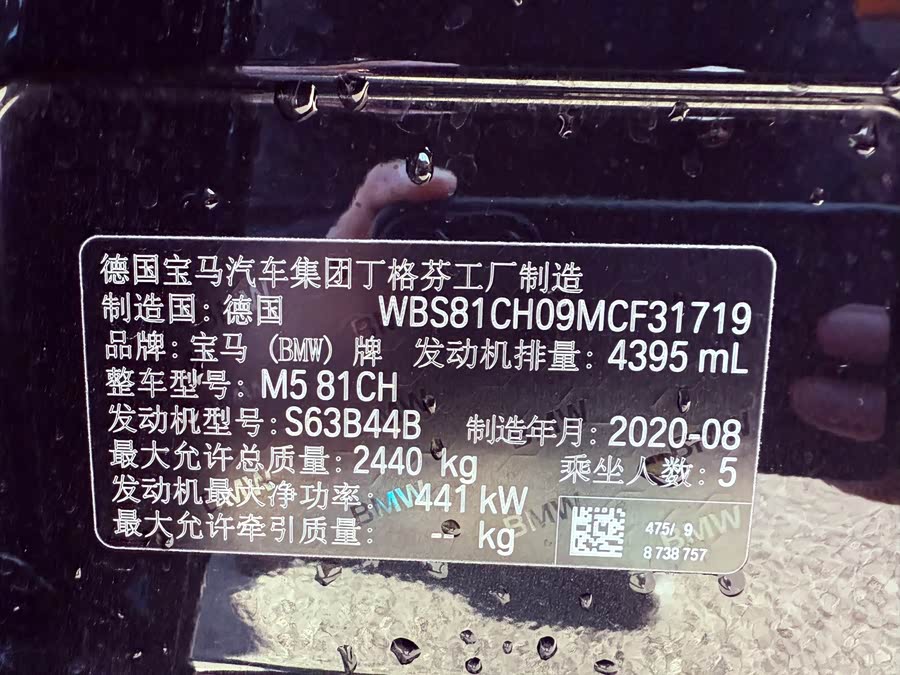 德国宝马汽车集团丁格芬工厂制造
制造国：德国 WBS81CH09MCF31719
品牌：宝马（BMW）牌 发动机排量：4395 mL
整车型号：M5 81CH
发动机型号：S63B44B 制造年月：2020-08
最大允许总质量：2440 kg 乘坐人数：5
发动机最大净功率：441 kW
最大允许牵引质量： -- kg
475/ 9
8 738 757
BMW
BMW
BMW
BMW